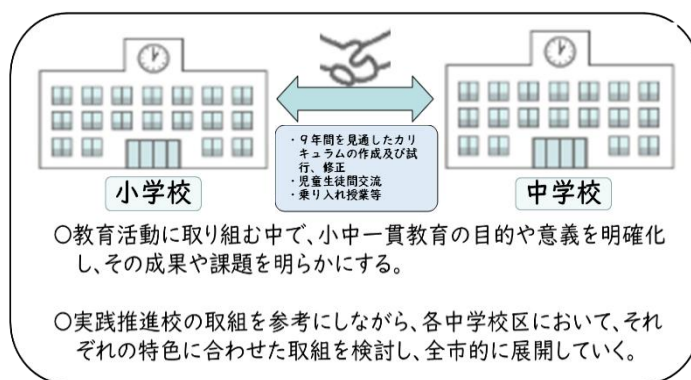 ・9年間を見通したカリ
キュラムの作成及び試
行、修正
・児童生徒間交流
・乗り入れ授業等
小学校
中学校
〇教育活動に取り組む中で、小中一貫教育の目的や意義を明確化
し、その成果や課題を明らかにする。
〇実践推進校の取組を参考にしながら、各中学校区において、それ
ぞれの特色に合わせた取組を検討し、全市的に展開していく。